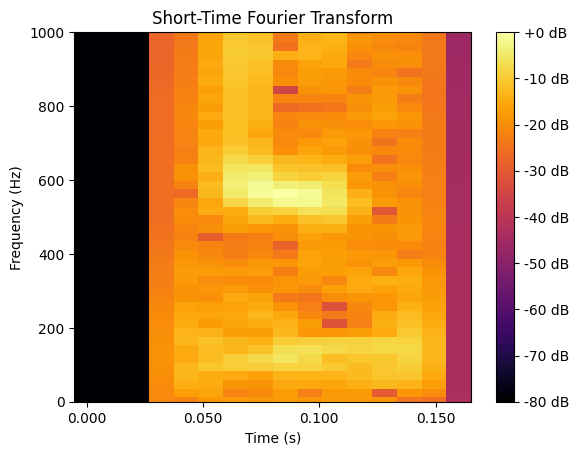 Short-Time Fourier Transform
1000
800
600
400
200
0
Frequency (Hz)
0.000
0.050
0.100
0.150
Time (s)
+0 dB
-10 dB
-20 dB
-30 dB
-40 dB
-50 dB
-60 dB
-70 dB
-80 dB